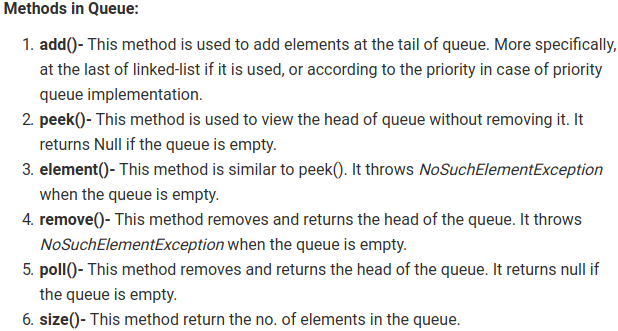 Methods in Queue:
1. add()- This method is used to add elements at the tail of queue. More specifically,
at the last of linked-list if it is used, or according to the priority in case of priority
queue implementation.
2. peek()- This method is used to view the head of queue without removing it. It
returns Null if the queue is empty.
3. element()- This method is similar to peek(). It throws NoSuchElementException
when the queue is empty.
4. remove()- This method removes and returns the head of the queue. It throws
NoSuchElementException when the queue is empty.
5. poll()- This method removes and returns the head of the queue. It returns null if
the queue is empty.
6. size()- This method return the no. of elements in the queue.